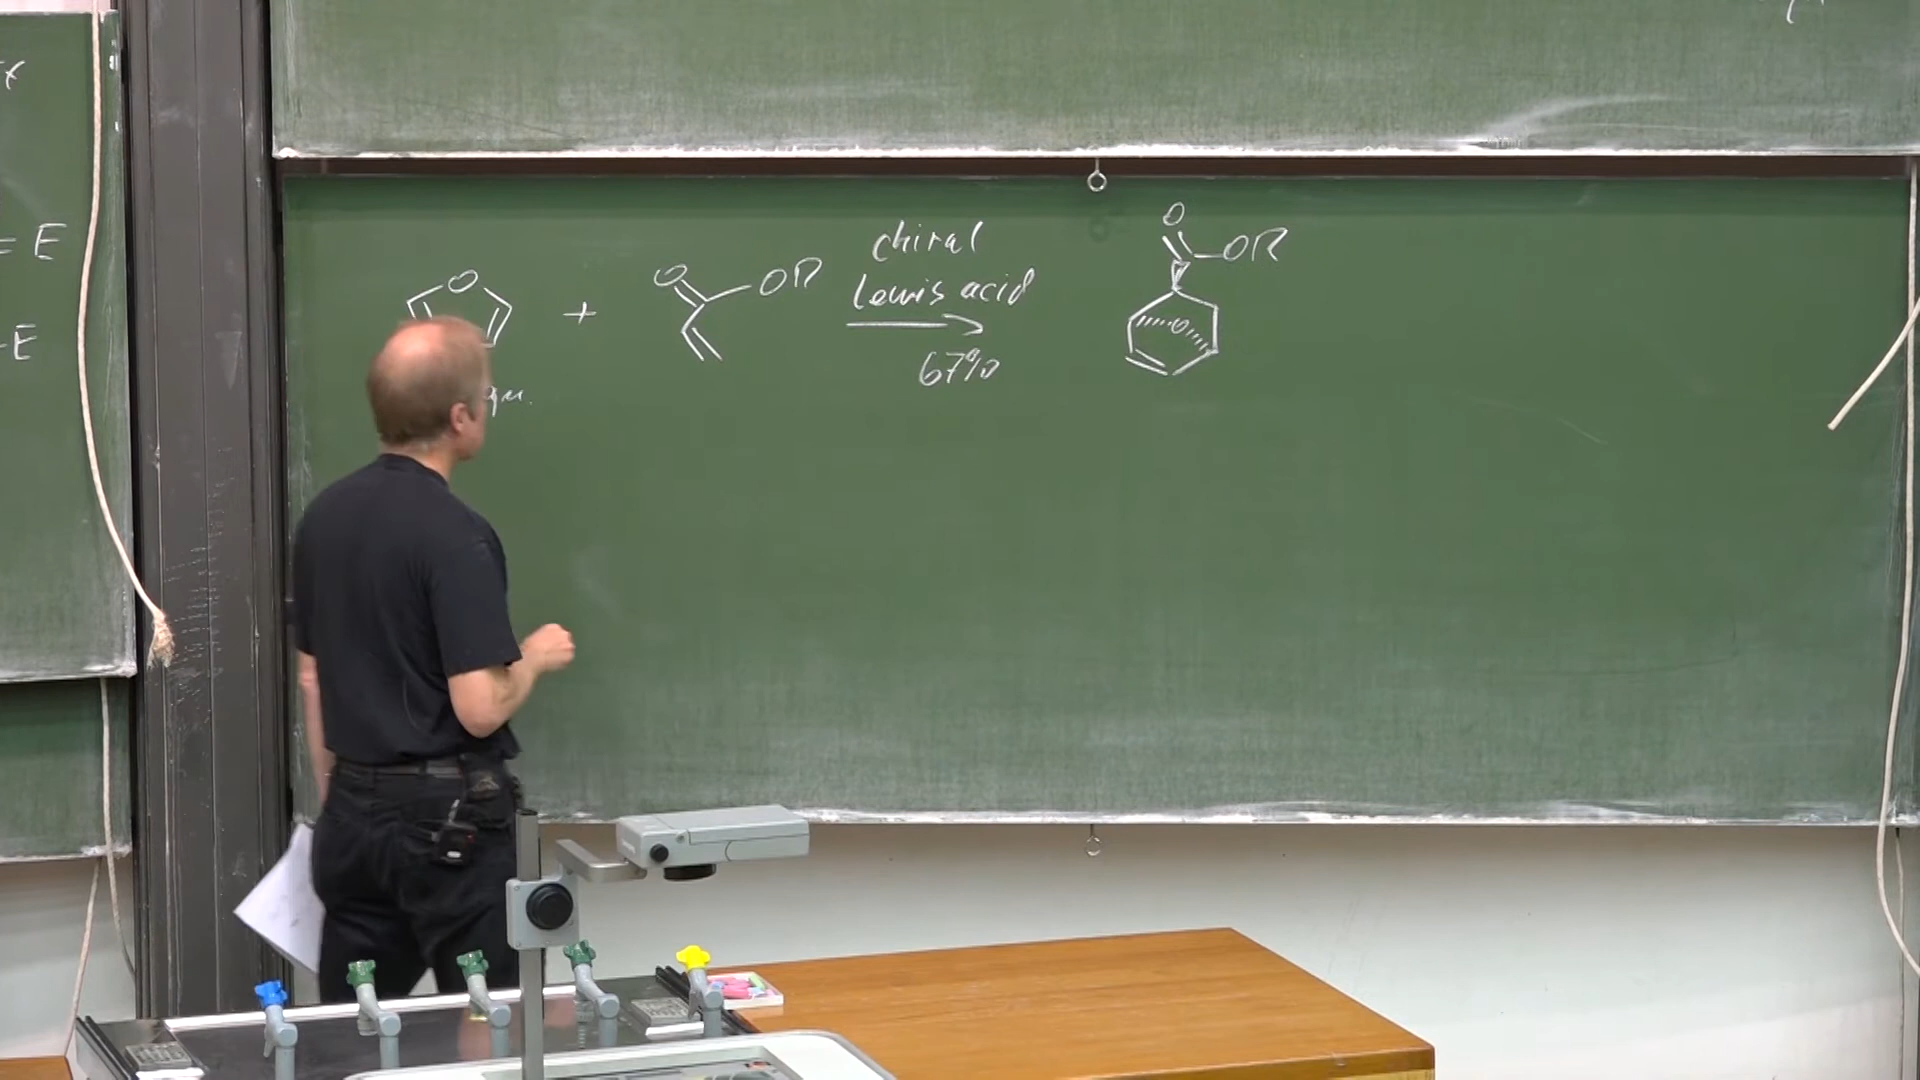 = E
-E
O
+
O
OR
chiral
Lewis acid
67%
O
OR
O